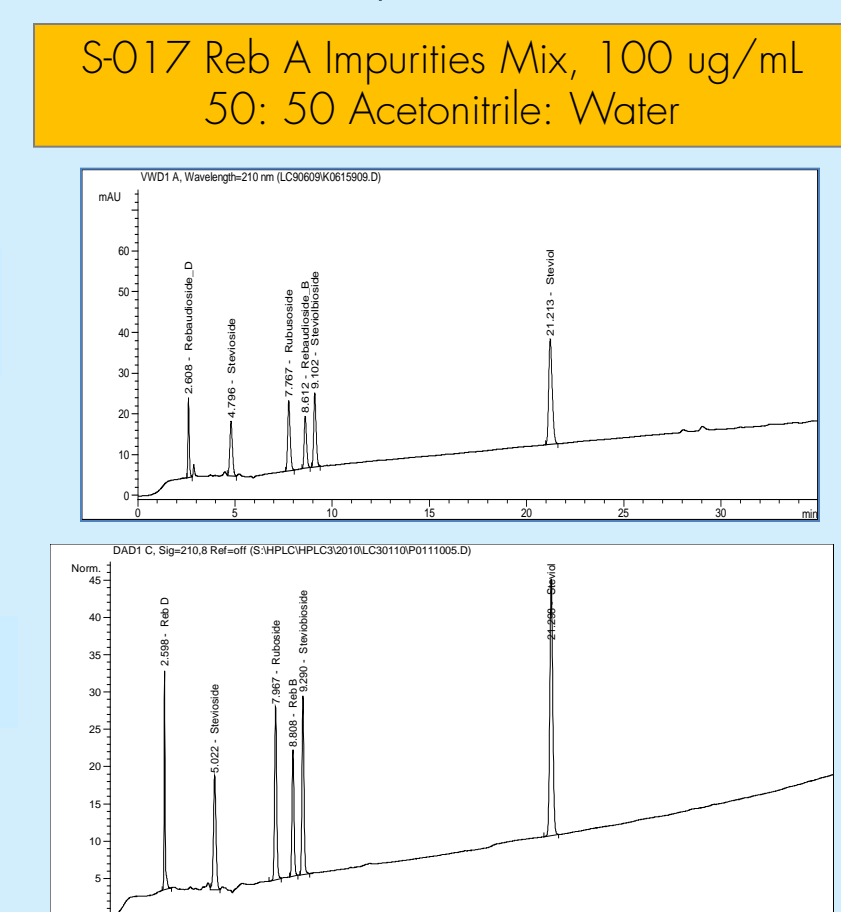 S-017 Reb A Impurities Mix, 100 ug/mL
50: 50 Acetonitrile: Water
VWD1 A, Wavelength=210 nm (LC90609\K0615909.D)
mAU
60
50
40
30
20
10
0
2.608 - Rebaudioside_D
4.796 - Stevioside
7.767 - Rubusoside
8.612 - Rebaudioside_B
9.102 - Steviolbioside
21.213 - Steviol
0 5 10 15 20 25 30 min
DAD1 C, Sig=210,8 Ref=off (S:\HPLC\HPLC3\2010\LC30110\P0111005.D)
Norm.
45
40
35
30
25
20
15
10
5
2.598 - Reb D
5.022 - Stevioside
7.967 - Ruboside
8.808 - Reb B
9.290 - Steviobioside
21.298 - Steviol